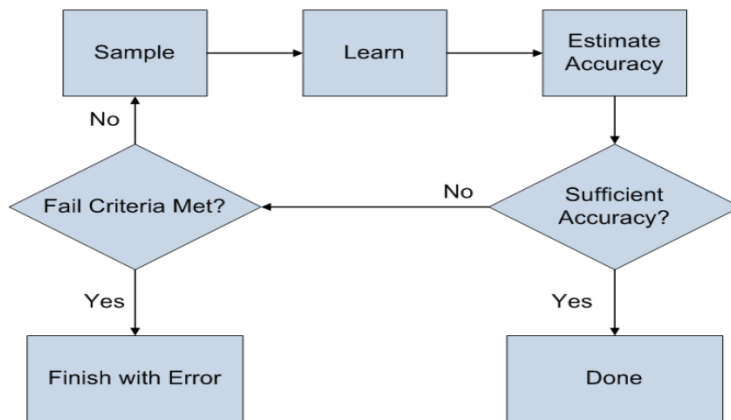 Sample
Learn
Estimate
Accuracy
No
Fail Criteria Met?
No
Sufficient
Accuracy?
Yes
Yes
Finish with Error
Done